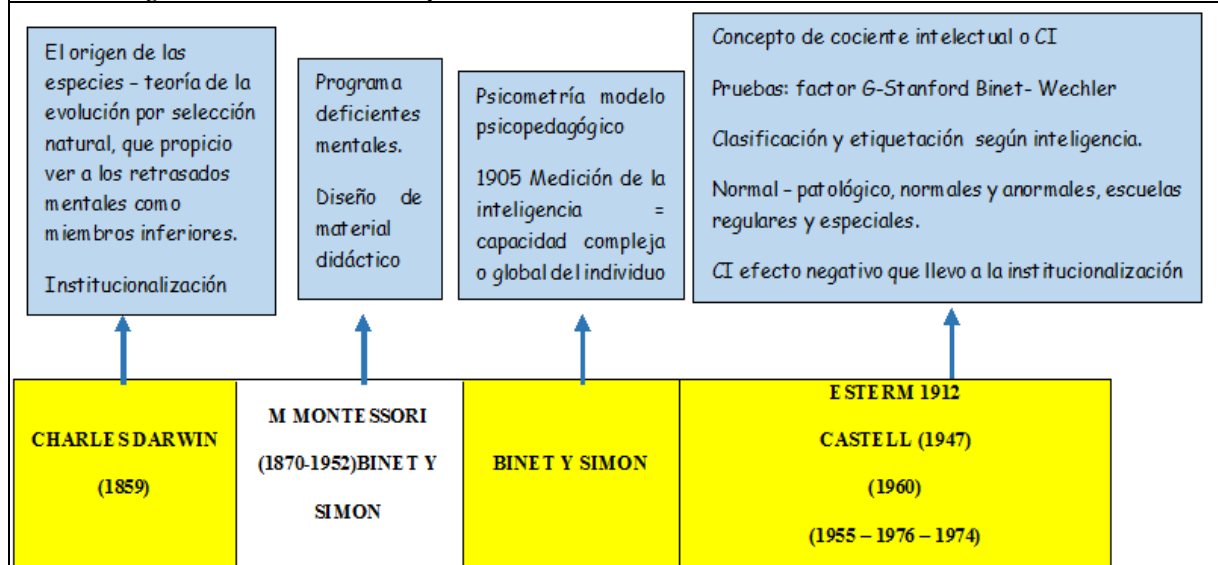 El origen de las
especies – teoría de la
evolución por selección
natural, que propicio
ver a los retrasados
mentales como
miembros inferiores.
Institucionalización
Programa
deficientes
mentales.
Diseño de
material
didáctico
Psicometría modelo
psicopedagógico
1905 Medición de la
inteligencia =
capacidad compleja
o global del individuo
Concepto de cociente intelectual o CI
Pruebas: factor G-Stanford Binet- Wechler
Clasificación y etiquetación según inteligencia.
Normal – patológico, normales y anormales, escuelas
regulares y especiales.
CI efecto negativo que llevo a la institucionalización
CHARLES DARWIN
(1859)
M MONTESSORI
(1870-1952)BINET Y
SIMON
BINET Y SIMON
ESTERM 1912
CASTELL (1947)
(1960)
(1955 – 1976 – 1974)